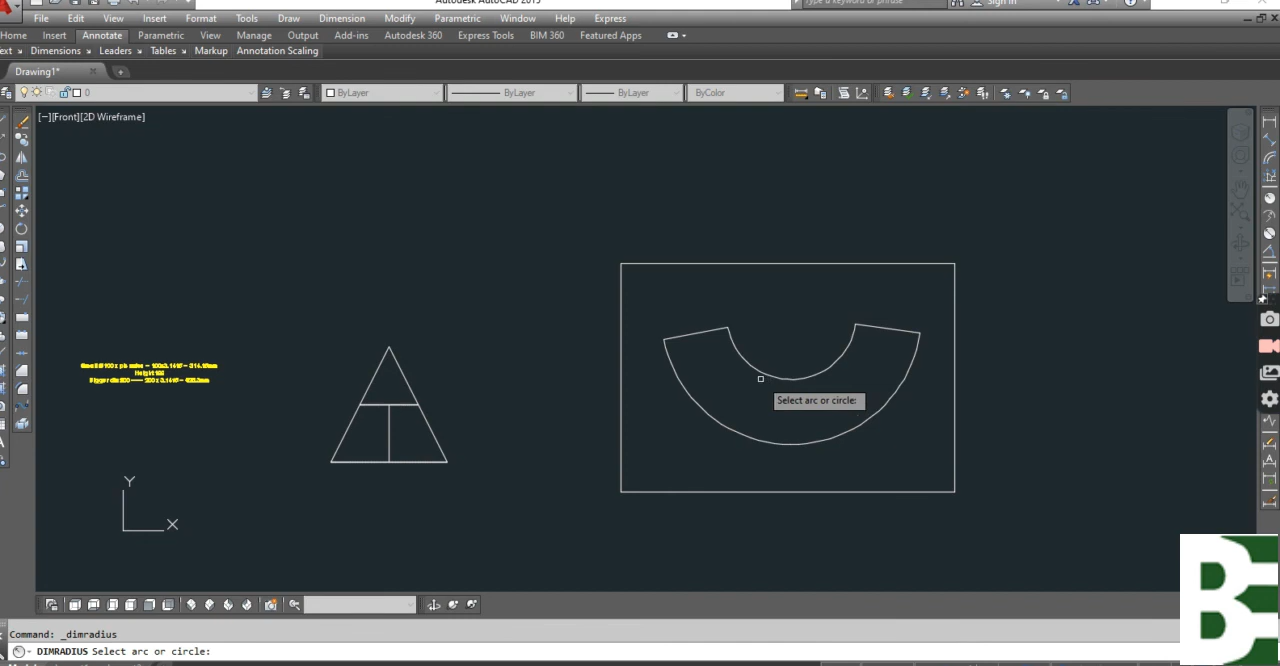 Autodesk AutoCAD 2015
Type a keyword or phrase
Sign In
File Edit View Insert Format Tools Draw Dimension Modify Parametric Window Help Express
Home Insert Annotate Parametric View Manage Output Add-ins Autodesk 360 Express Tools BIM 360 Featured Apps
Dimensions Leaders Tables Markup Annotation Scaling
Drawing1*
0 ByLayer ByLayer ByLayer ByColor
[−][Front][2D Wireframe]
Select arc or circle:
Y
X
BE
Command: _dimradius
DIMRADIUS Select arc or circle: